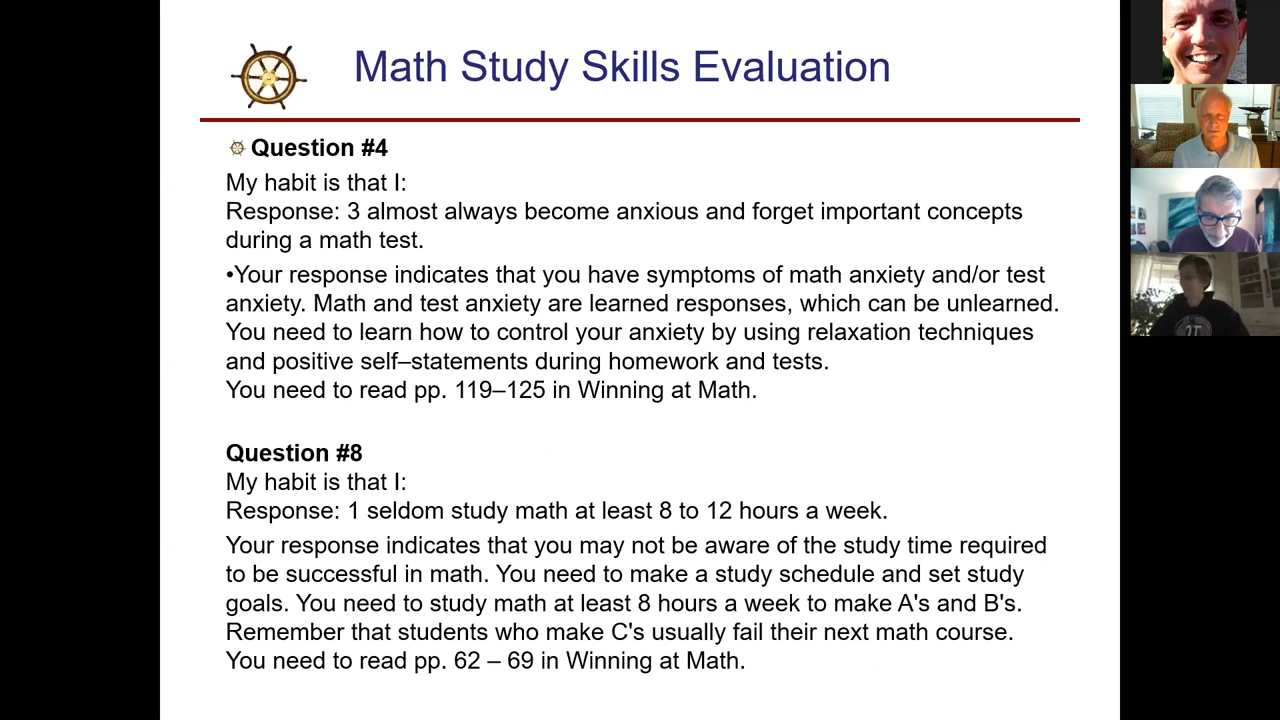 Math Study Skills Evaluation
Question #4
My habit is that I:
Response: 3 almost always become anxious and forget important concepts
during a math test.
•Your response indicates that you have symptoms of math anxiety and/or test
anxiety. Math and test anxiety are learned responses, which can be unlearned.
You need to learn how to control your anxiety by using relaxation techniques
and positive self–statements during homework and tests.
You need to read pp. 119–125 in Winning at Math.
Question #8
My habit is that I:
Response: 1 seldom study math at least 8 to 12 hours a week.
Your response indicates that you may not be aware of the study time required
to be successful in math. You need to make a study schedule and set study
goals. You need to study math at least 8 hours a week to make A's and B's.
Remember that students who make C's usually fail their next math course.
You need to read pp. 62 – 69 in Winning at Math.